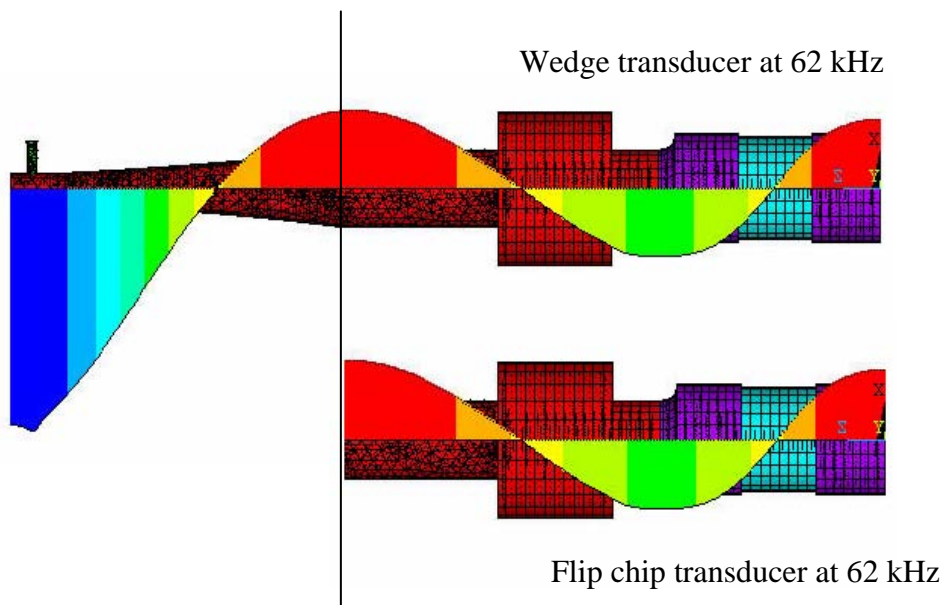 Wedge transducer at 62 kHz
X
Z
Y
X
Z
Y
Flip chip transducer at 62 kHz